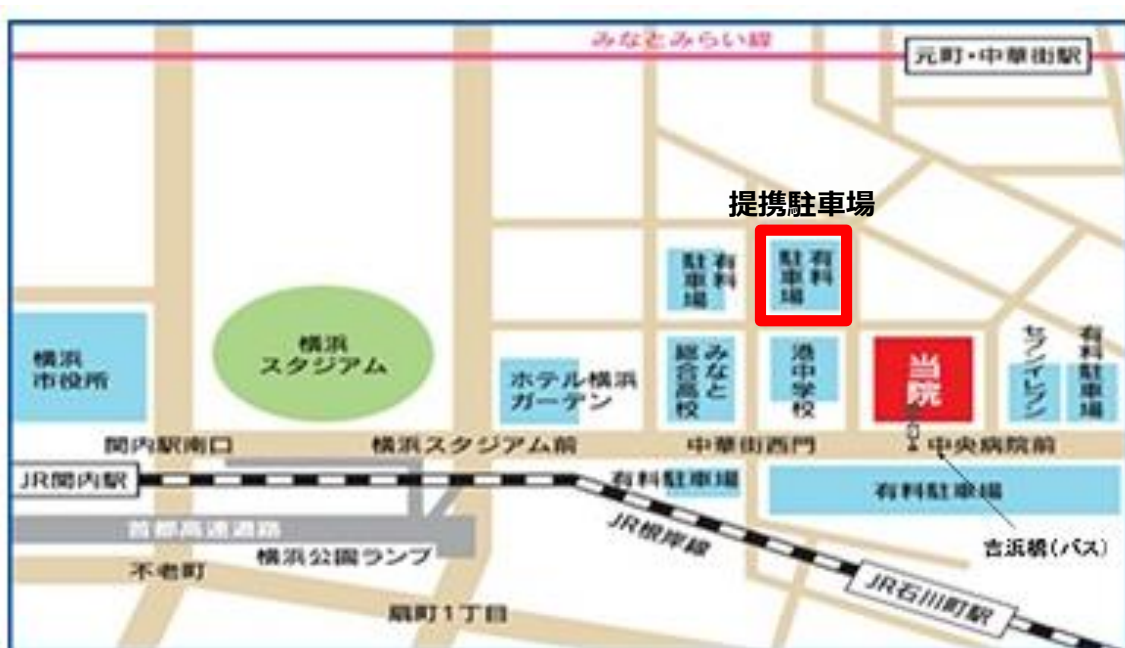 みなとみらい線
元町・中華街駅
提携駐車場
有料
駐車場
有料
駐車場
横浜
市役所
横浜
スタジアム
ホテル横浜
ガーデン
みなと
総合高校
港中学校
当院
セブンイレブン
有料駐車場
関内駅南口
横浜スタジアム前
中華街西門
中央病院前
JR関内駅
有料駐車場
有料駐車場
首都高速道路
横浜公園ランプ
JR根岸線
吉浜橋(バス)
不老町
扇町1丁目
JR石川町駅